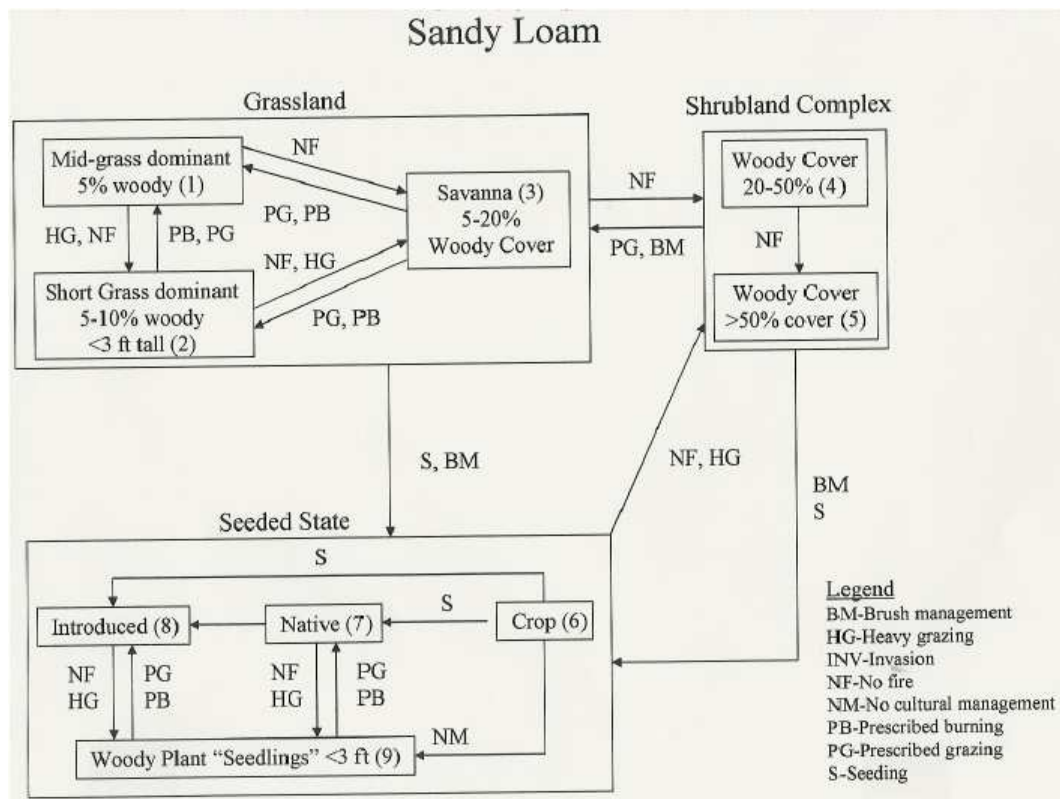 Sandy Loam
Grassland
Mid-grass dominant
5% woody (1)
NF
PG, PB
HG, NF
PB, PG
Savanna (3)
5-20%
Woody Cover
NF, HG
PG, PB
Short Grass dominant
5-10% woody
<3 ft tall (2)
NF
PG, BM
Shrubland Complex
Woody Cover
20-50% (4)
NF
Woody Cover
>50% cover (5)
S, BM
NF, HG
BM
S
Seeded State
S
Introduced (8)
Native (7)
S
Crop (6)
NF
HG
PG
PB
NF
HG
PG
PB
NM
Woody Plant “Seedlings” <3 ft (9)
Legend
BM-Brush management
HG-Heavy grazing
INV-Invasion
NF-No fire
NM-No cultural management
PB-Prescribed burning
PG-Prescribed grazing
S-Seeding